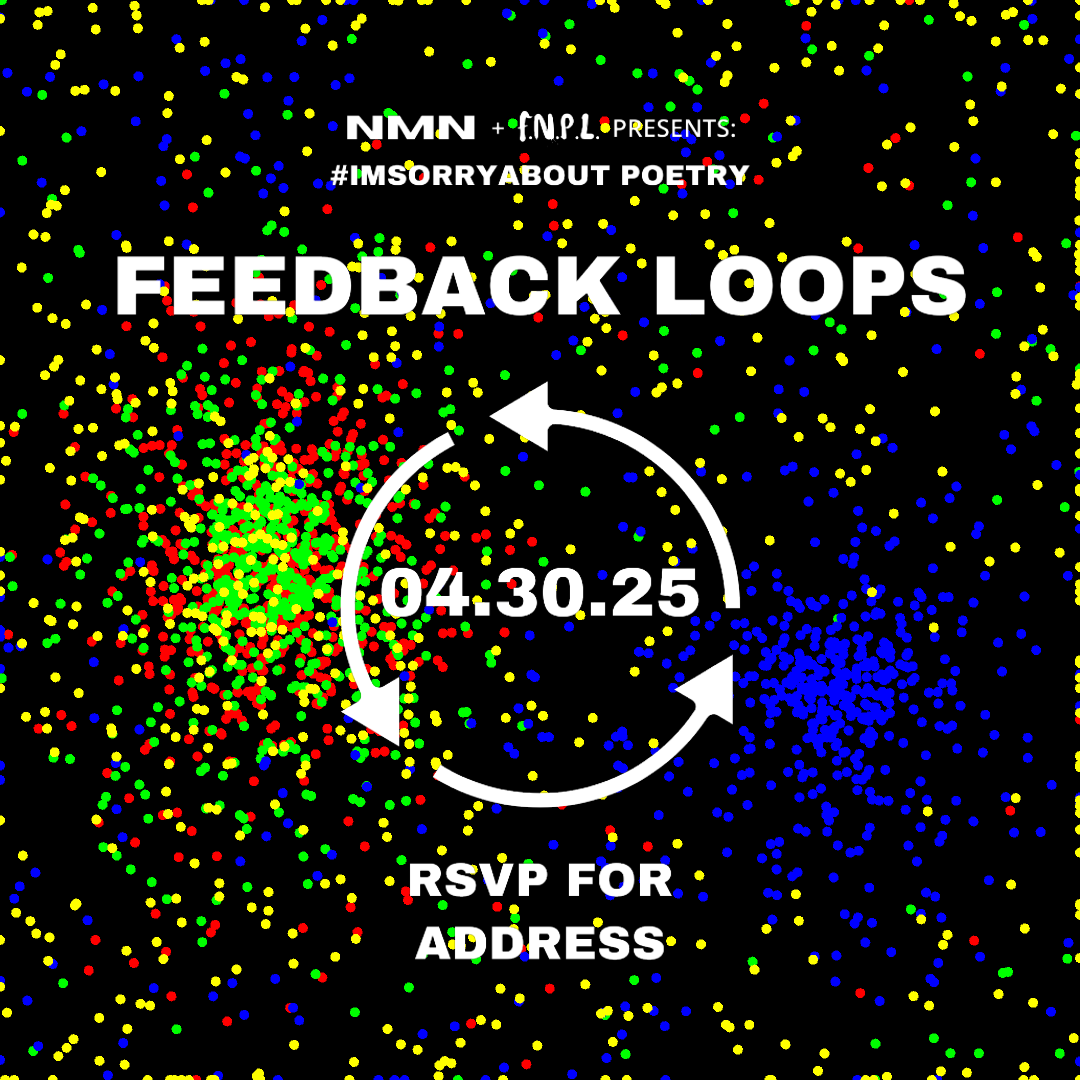 NMN + F.N.P.L. PRESENTS:
#IMSORRYABOUT POETRY
FEEDBACK LOOPS
04.30.25
RSVP FOR
ADDRESS